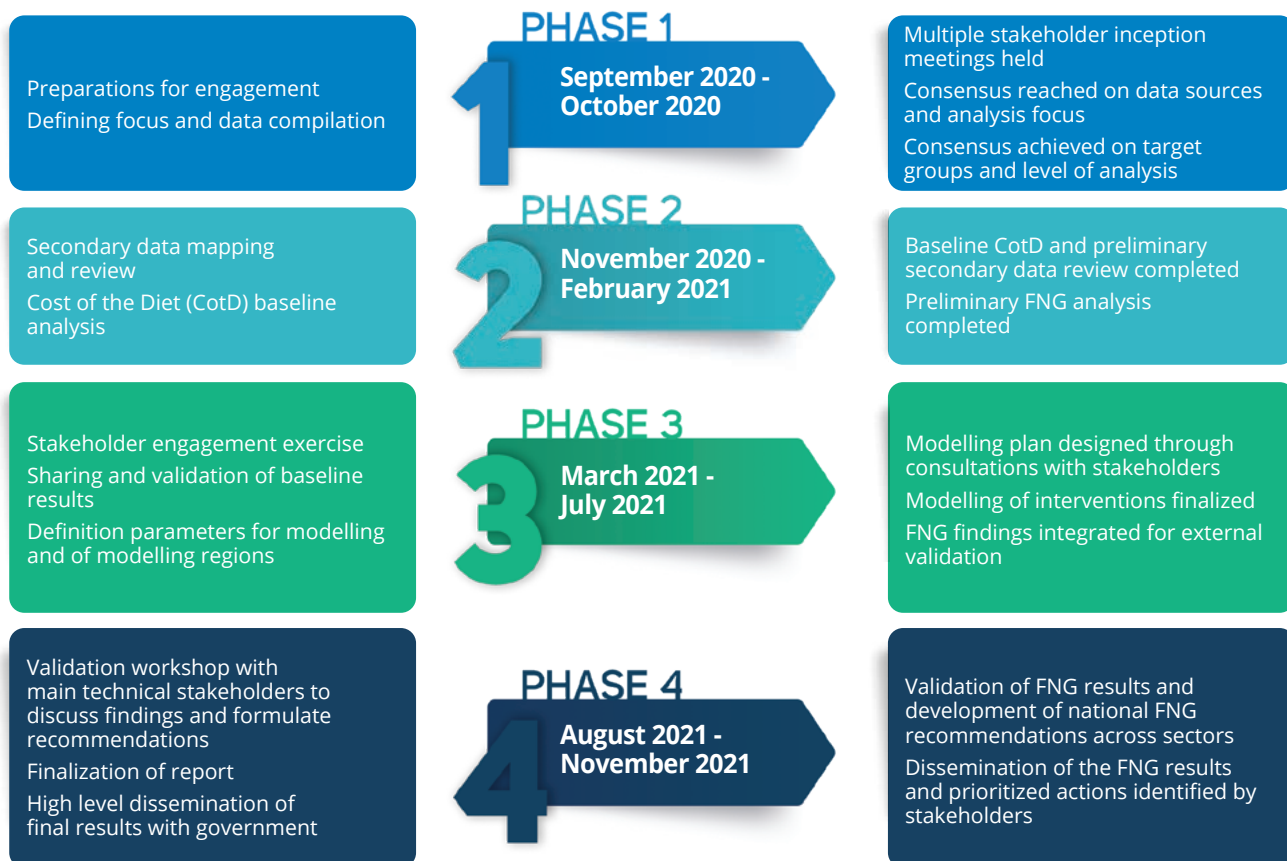 Preparations for engagement
Defining focus and data compilation
PHASE 1
1
September 2020 -
October 2020
Multiple stakeholder inception
meetings held
Consensus reached on data sources
and analysis focus
Consensus achieved on target
groups and level of analysis
Secondary data mapping
and review
Cost of the Diet (CotD) baseline
analysis
PHASE 2
2
November 2020 -
February 2021
Baseline CotD and preliminary
secondary data review completed
Preliminary FNG analysis
completed
Stakeholder engagement exercise
Sharing and validation of baseline
results
Definition parameters for modelling
and of modelling regions
PHASE 3
3
March 2021 -
July 2021
Modelling plan designed through
consultations with stakeholders
Modelling of interventions finalized
FNG findings integrated for external
validation
Validation workshop with
main technical stakeholders to
discuss findings and formulate
recommendations
Finalization of report
High level dissemination of
final results with government
PHASE 4
4
August 2021 -
November 2021
Validation of FNG results and
development of national FNG
recommendations across sectors
Dissemination of the FNG results
and prioritized actions identified by
stakeholders